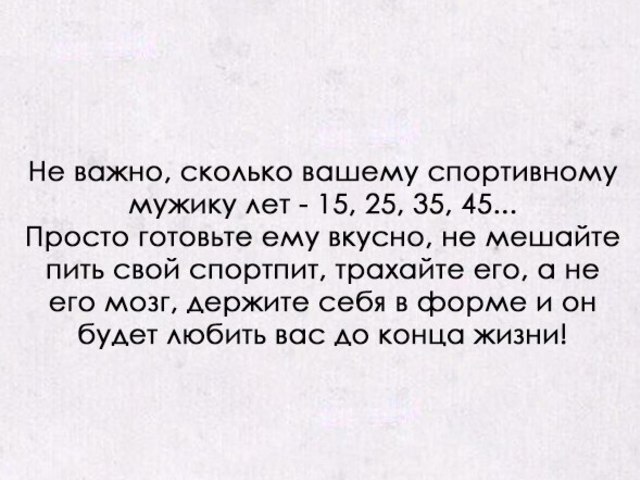 Не важно, сколько вашему спортивному
мужику лет - 15, 25, 35, 45...
Просто готовьте ему вкусно, не мешайте
пить свой спортпит, трахайте его, а не
его мозг, держите себя в форме и он
будет любить вас до конца жизни!